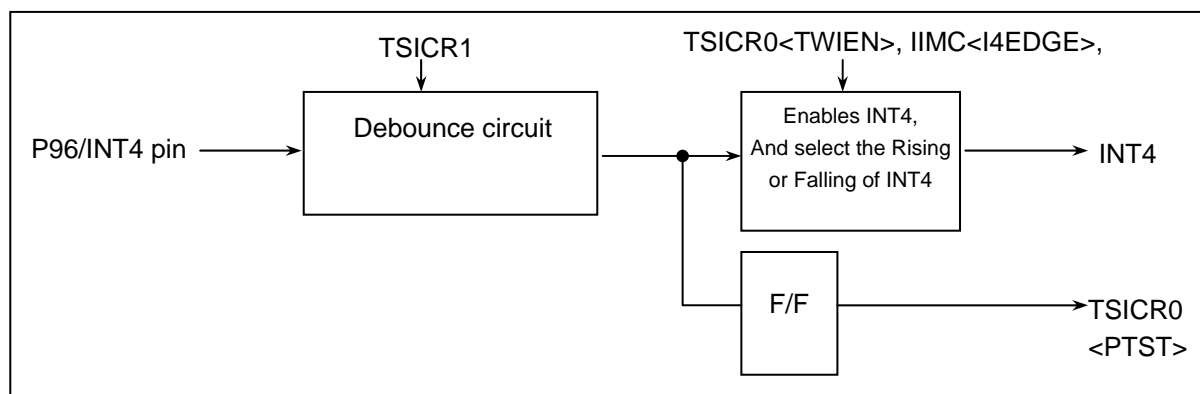 TSICR1
TSICR0<TWIEN>, IIMC<I4EDGE>,
P96/INT4 pin
Debounce circuit
Enables INT4,
And select the Rising
or Falling of INT4
INT4
F/F
TSICR0
<PTST>